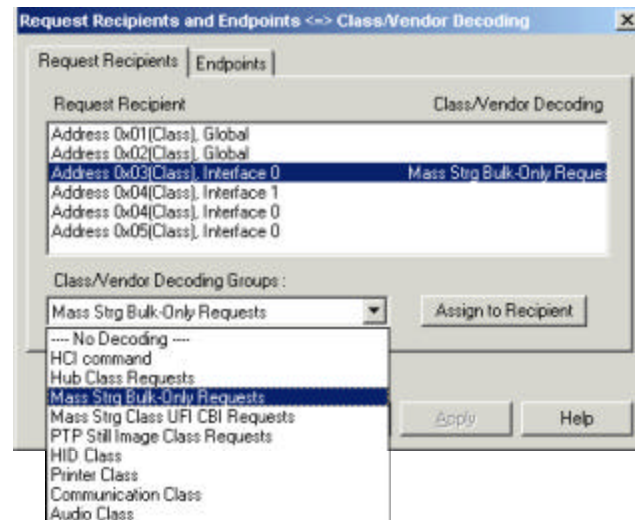 Request Recipients and Endpoints <=> Class/Vendor Decoding
Request Recipients Endpoints
Request Recipient Class/Vendor Decoding
Address 0x01(Class), Global
Address 0x02(Class), Global
Address 0x03(Class), Interface 0 Mass Strg Bulk-Only Reques
Address 0x04(Class), Interface 1
Address 0x04(Class), Interface 0
Address 0x05(Class), Interface 0
Class/Vendor Decoding Groups :
Mass Strg Bulk-Only Requests Assign to Recipient
---- No Decoding ----
HCI command
Hub Class Requests
Mass Strg Bulk-Only Requests
Mass Strg Class UFI CBI Requests
Apply Help
PTP Still Image Class Requests
HID Class
Printer Class
Communication Class
Audio Class